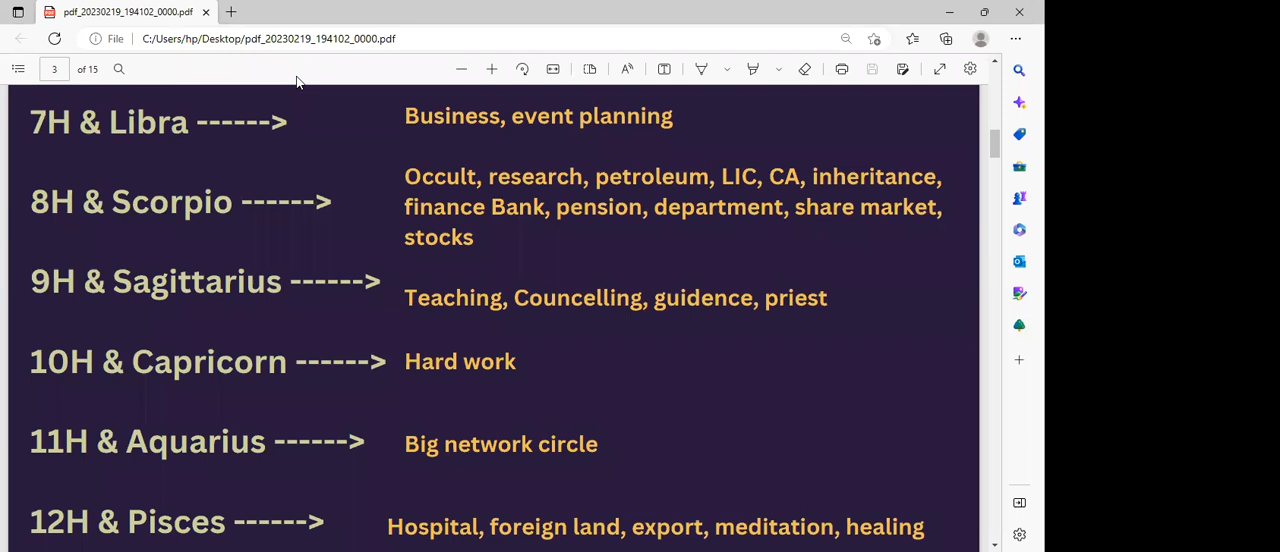 pdf_20230219_194102_0000.pdf
File C:/Users/hp/Desktop/pdf_20230219_194102_0000.pdf
3 of 15
7H & Libra ------> Business, event planning
8H & Scorpio ------> Occult, research, petroleum, LIC, CA, inheritance,
finance Bank, pension, department, share market,
stocks
9H & Sagittarius ------> Teaching, Councelling, guidence, priest
10H & Capricorn ------> Hard work
11H & Aquarius ------> Big network circle
12H & Pisces ------> Hospital, foreign land, export, meditation, healing